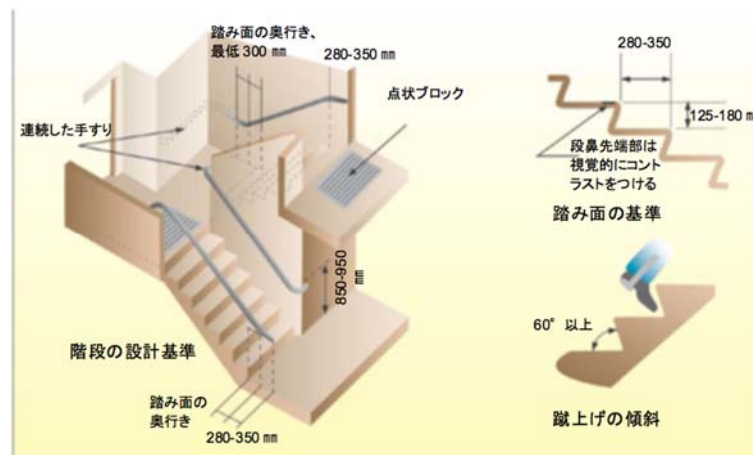 踏み面の奥行き、
最低 300 ㎜
280-350 ㎜
連続した手すり
点状ブロック
850-950
㎜
階段の設計基準
踏み面の
奥行き
280-350 ㎜
280-350
125-180 m
段鼻先端部は
視覚的にコント
ラストをつける
踏み面の基準
60° 以上
蹴上げの傾斜